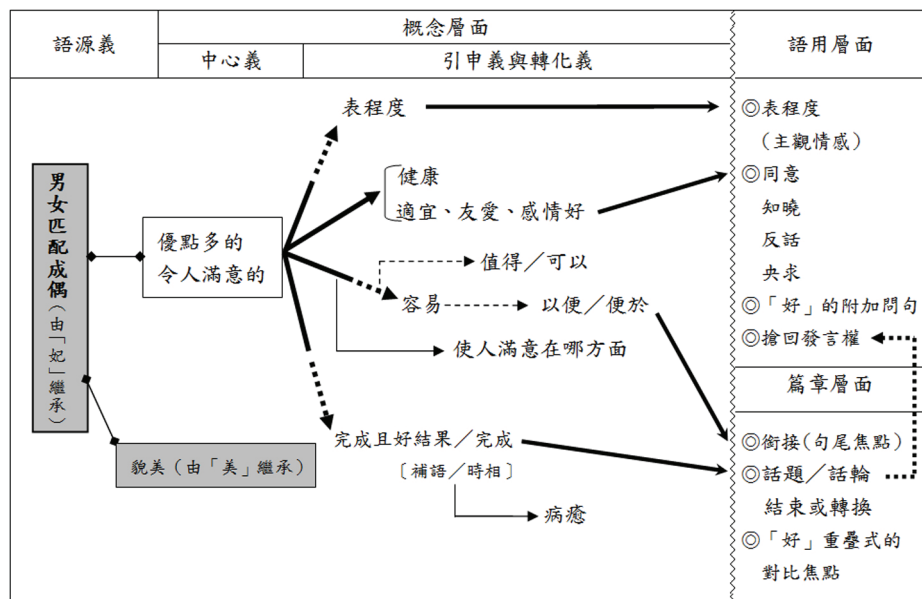 語源義
概念層面
中心義
引申義與轉化義
語用層面
男女匹配成偶(由「妃」繼承)
貌美(由「美」繼承)
優點多的
令人滿意的
表程度
健康
適宜、友愛、感情好
值得／可以
容易
以便／便於
使人滿意在哪方面
完成且好結果／完成
〔補語／時相〕
病癒
◎表程度
(主觀情感)
◎同意
知曉
反話
央求
◎「好」的附加問句
◎搶回發言權
篇章層面
◎銜接(句尾焦點)
◎話題／話輪
結束或轉換
◎「好」重疊式的
對比焦點